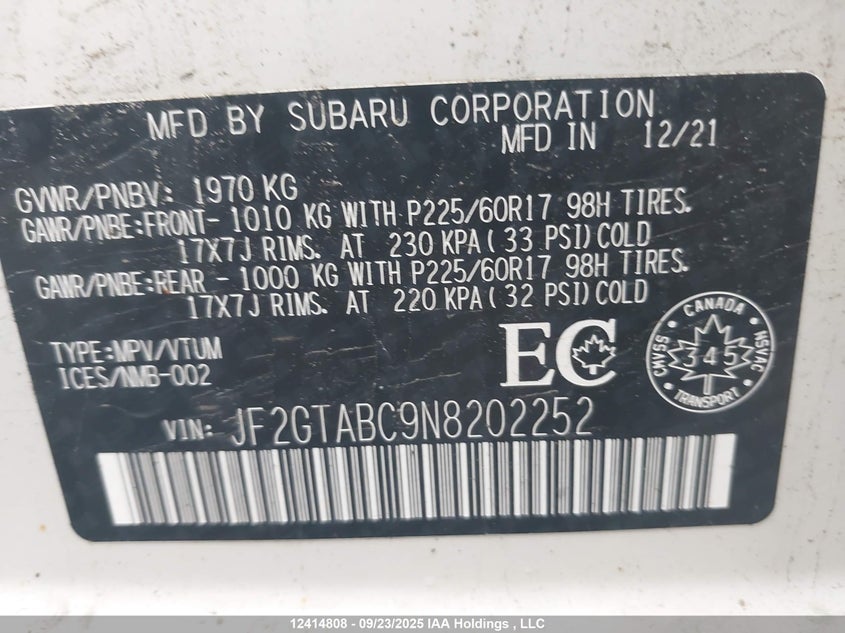 MFD BY SUBARU CORPORATION
MFD IN 12/21
GVWR/PNBV: 1970 KG
GAWR/PNBE:FRONT- 1010 KG WITH P225/60R17 98H TIRES.
17X7J RIMS. AT 230 KPA(33 PSI)COLD
GAWR/PNBE:REAR - 1000 KG WITH P225/60R17 98H TIRES.
17X7J RIMS. AT 220 KPA(32 PSI)COLD
TYPE:MPV/VTUM
ICES/NMB-002
EC
CANADA
CMVSS 345 NSVAC
TRANSPORT
VIN: JF2GTABC9N8202252
12414808 - 09/23/2025 IAA Holdings , LLC